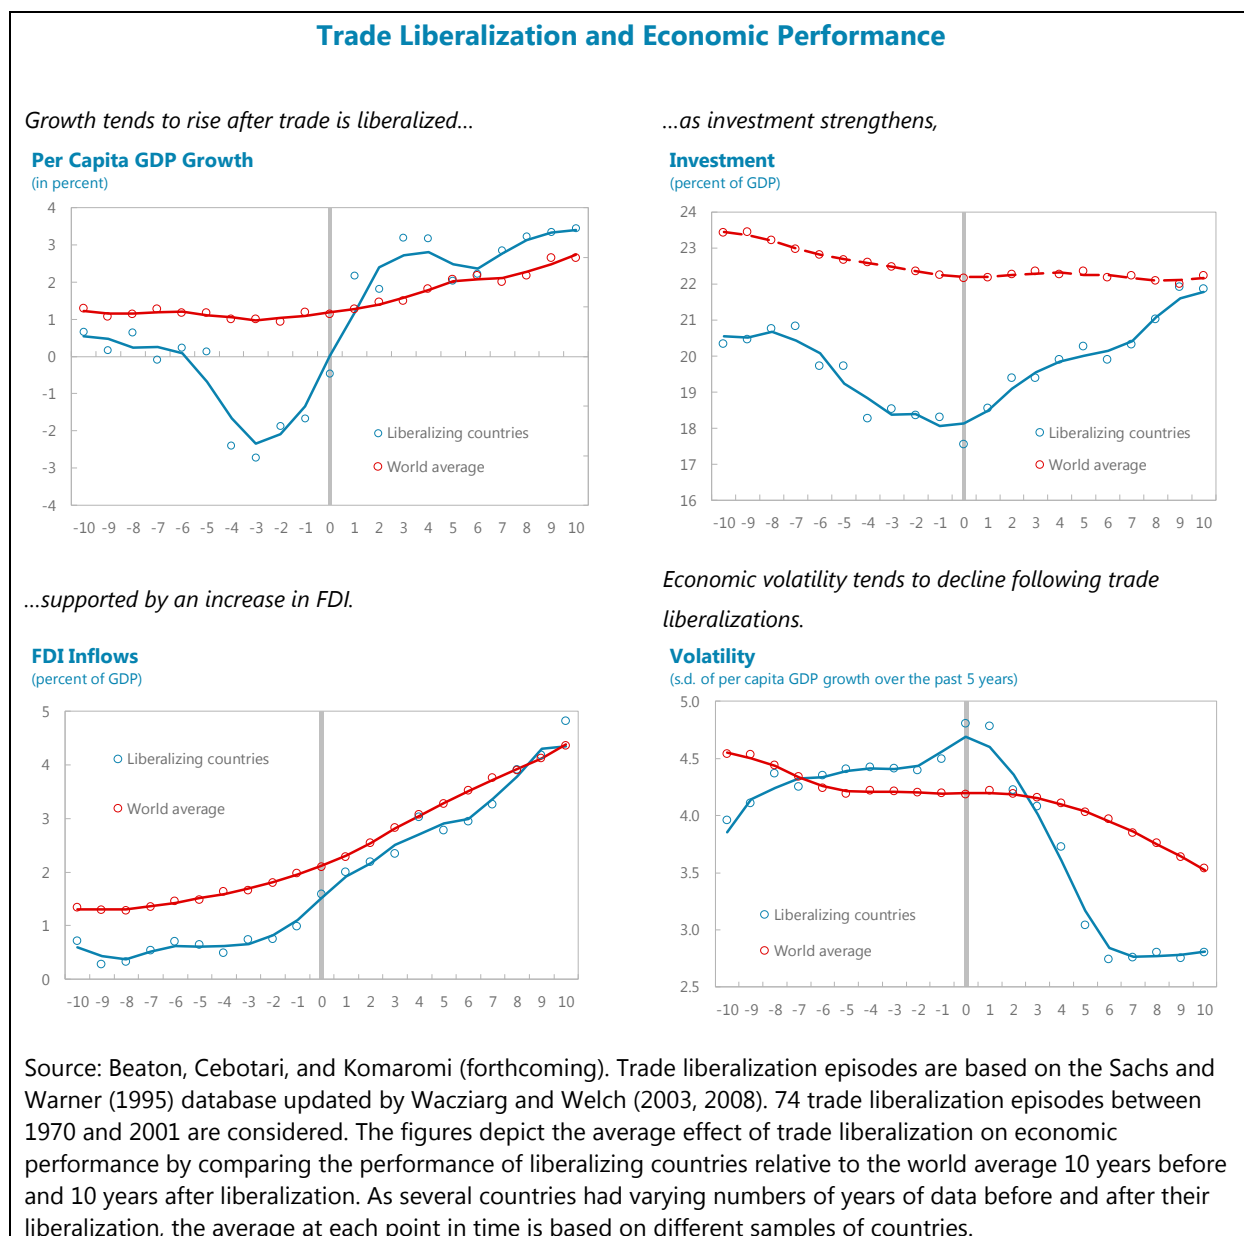 Trade Liberalization and Economic Performance
Growth tends to rise after trade is liberalized...
Per Capita GDP Growth
(in percent)
4
3
2
1
0
-1
-2
-3
-4
Liberalizing countries
World average
-10 -9 -8 -7 -6 -5 -4 -3 -2 -1 0 1 2 3 4 5 6 7 8 9 10
...as investment strengthens,
Investment
(percent of GDP)
24
23
22
21
20
19
18
17
16
Liberalizing countries
World average
-10 -9 -8 -7 -6 -5 -4 -3 -2 -1 0 1 2 3 4 5 6 7 8 9 10
...supported by an increase in FDI.
FDI Inflows
(percent of GDP)
5
4
3
2
1
0
Liberalizing countries
World average
-10 -9 -8 -7 -6 -5 -4 -3 -2 -1 0 1 2 3 4 5 6 7 8 9 10
Economic volatility tends to decline following trade
liberalizations.
Volatility
(s.d. of per capita GDP growth over the past 5 years)
5.0
4.5
4.0
3.5
3.0
2.5
Liberalizing countries
World average
-10 -9 -8 -7 -6 -5 -4 -3 -2 -1 0 1 2 3 4 5 6 7 8 9 10
Source: Beaton, Cebotari, and Komaromi (forthcoming). Trade liberalization episodes are based on the Sachs and
Warner (1995) database updated by Wacziarg and Welch (2003, 2008). 74 trade liberalization episodes between
1970 and 2001 are considered. The figures depict the average effect of trade liberalization on economic
performance by comparing the performance of liberalizing countries relative to the world average 10 years before
and 10 years after liberalization. As several countries had varying numbers of years of data before and after their
liberalization, the average at each point in time is based on different samples of countries.